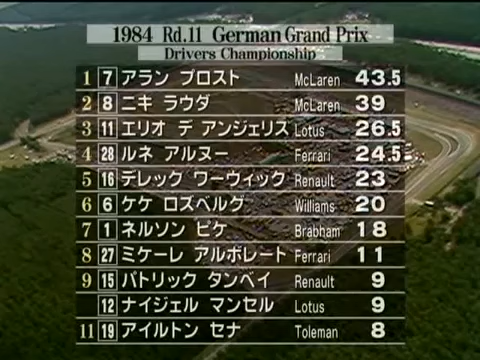 1984 Rd.11 German Grand Prix
Drivers Championship
1 7 アラン プロスト McLaren 43.5
2 8 ニキ ラウダ McLaren 39
3 11 エリオ デ アンジェリス Lotus 26.5
4 28 ルネ アルヌー Ferrari 24.5
5 16 デレック ワーウィック Renault 23
6 6 ケケ ロズベルグ Williams 20
7 1 ネルソン ピケ Brabham 18
8 27 ミケーレ アルボレート Ferrari 11
9 15 パトリック タンベイ Renault 9
12 ナイジェル マンセル Lotus 9
11 19 アイルトン セナ Toleman 8